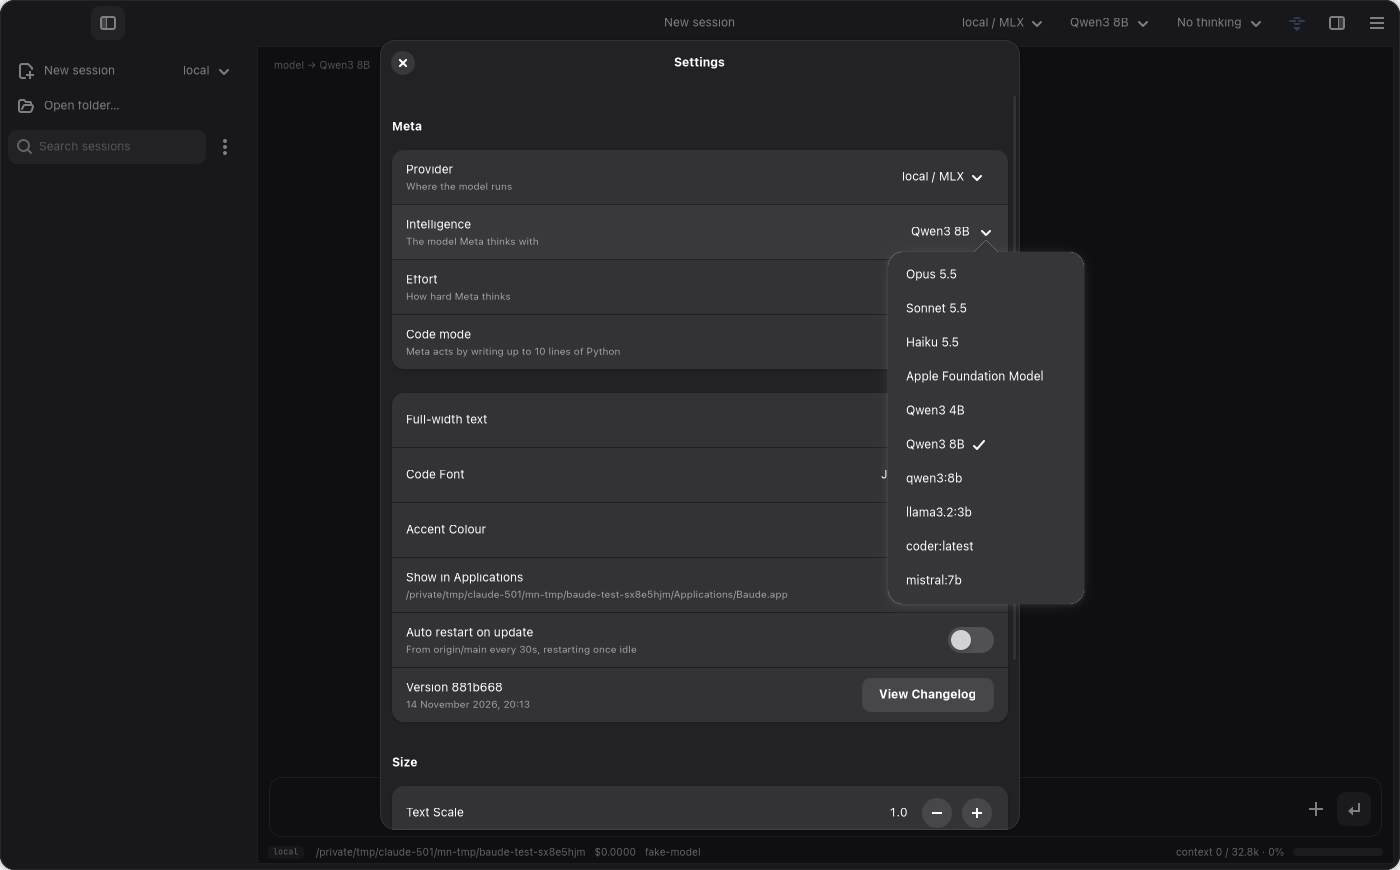 New session
local / MLX
Qwen3 8B
No thinking
New session
local
Open folder...
Search sessions
model → Qwen3 8B
Settings
Meta
Provider
Where the model runs
local / MLX
Intelligence
The model Meta thinks with
Qwen3 8B
Effort
How hard Meta thinks
Code mode
Meta acts by writing up to 10 lines of Python
Opus 5.5
Sonnet 5.5
Haiku 5.5
Apple Foundation Model
Qwen3 4B
Qwen3 8B
qwen3:8b
llama3.2:3b
coder:latest
mistral:7b
Full-width text
Code Font
J
Accent Colour
Show in Applications
/private/tmp/claude-501/mn-tmp/baude-test-sx8e5hjm/Applications/Baude.app
Auto restart on update
From origin/main every 30s, restarting once idle
Version 881b668
14 November 2026, 20:13
View Changelog
Size
Text Scale
1.0
local
/private/tmp/claude-501/mn-tmp/baude-test-sx8e5hjm
$0.0000
fake-model
context 0 / 32.8k · 0%